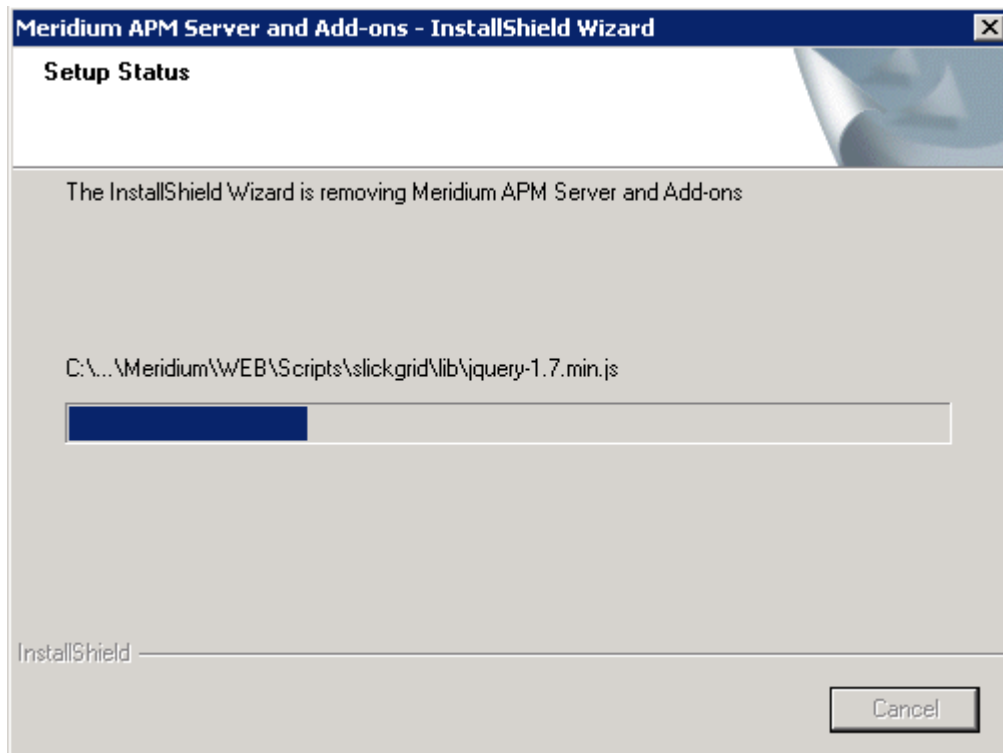 Meridium APM Server and Add-ons - InstallShield Wizard
Setup Status
The InstallShield Wizard is removing Meridium APM Server and Add-ons
C:\...\Meridium\WEB\Scripts\slickgrid\lib\jquery-1.7.min.js
InstallShield
Cancel